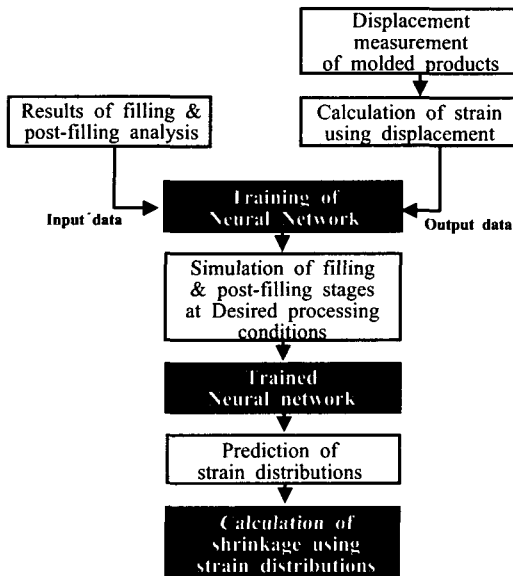 Displacement
measurement
of molded products
Results of filling &
post-filling analysis
Calculation of strain
using displacement
Input data
Training of
Neural Network
Output data
Simulation of filling
& post-filling stages
at Desired processing
conditions
Trained
Neural network
Prediction of
strain distributions
Calculation of
shrinkage using
strain distributions